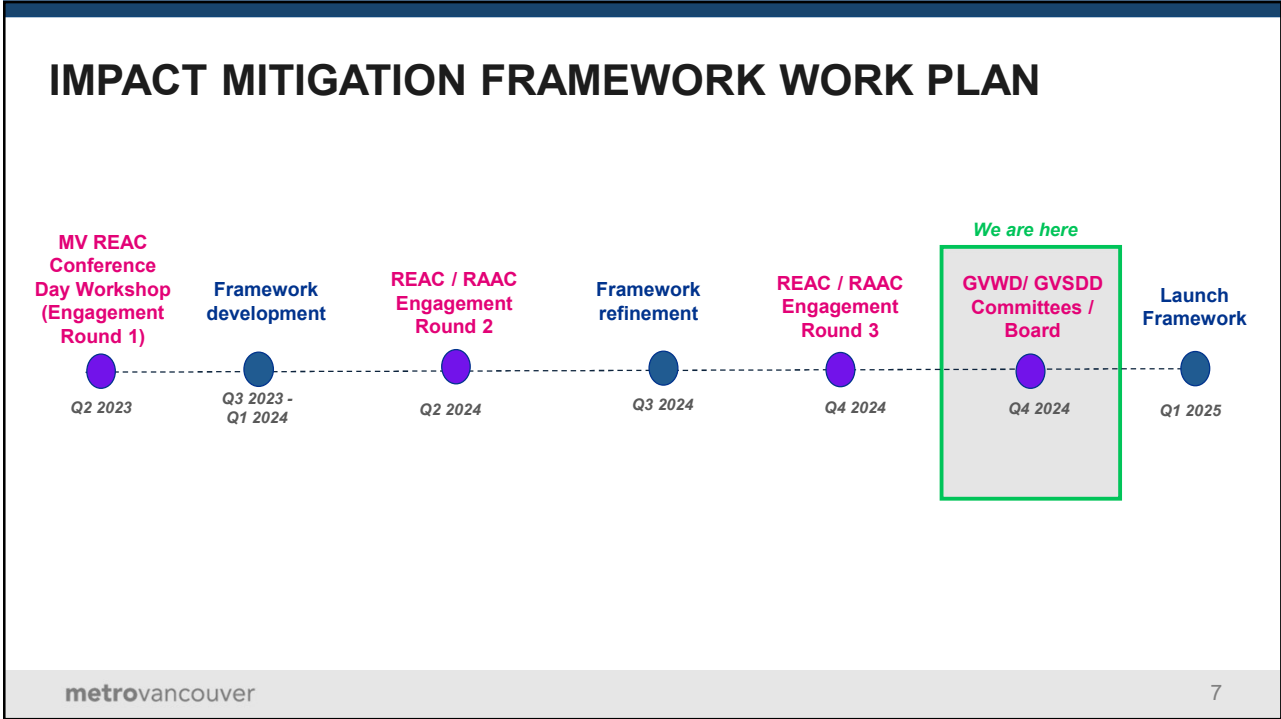 IMPACT MITIGATION FRAMEWORK WORK PLAN
MV REAC
Conference
Day Workshop
(Engagement
Round 1)
Q2 2023
Framework
development
Q3 2023 -
Q1 2024
REAC / RAAC
Engagement
Round 2
Q2 2024
Framework
refinement
Q3 2024
REAC / RAAC
Engagement
Round 3
Q4 2024
We are here
GVWD/ GVSDD
Committees /
Board
Q4 2024
Launch
Framework
Q1 2025
metrovancouver
7